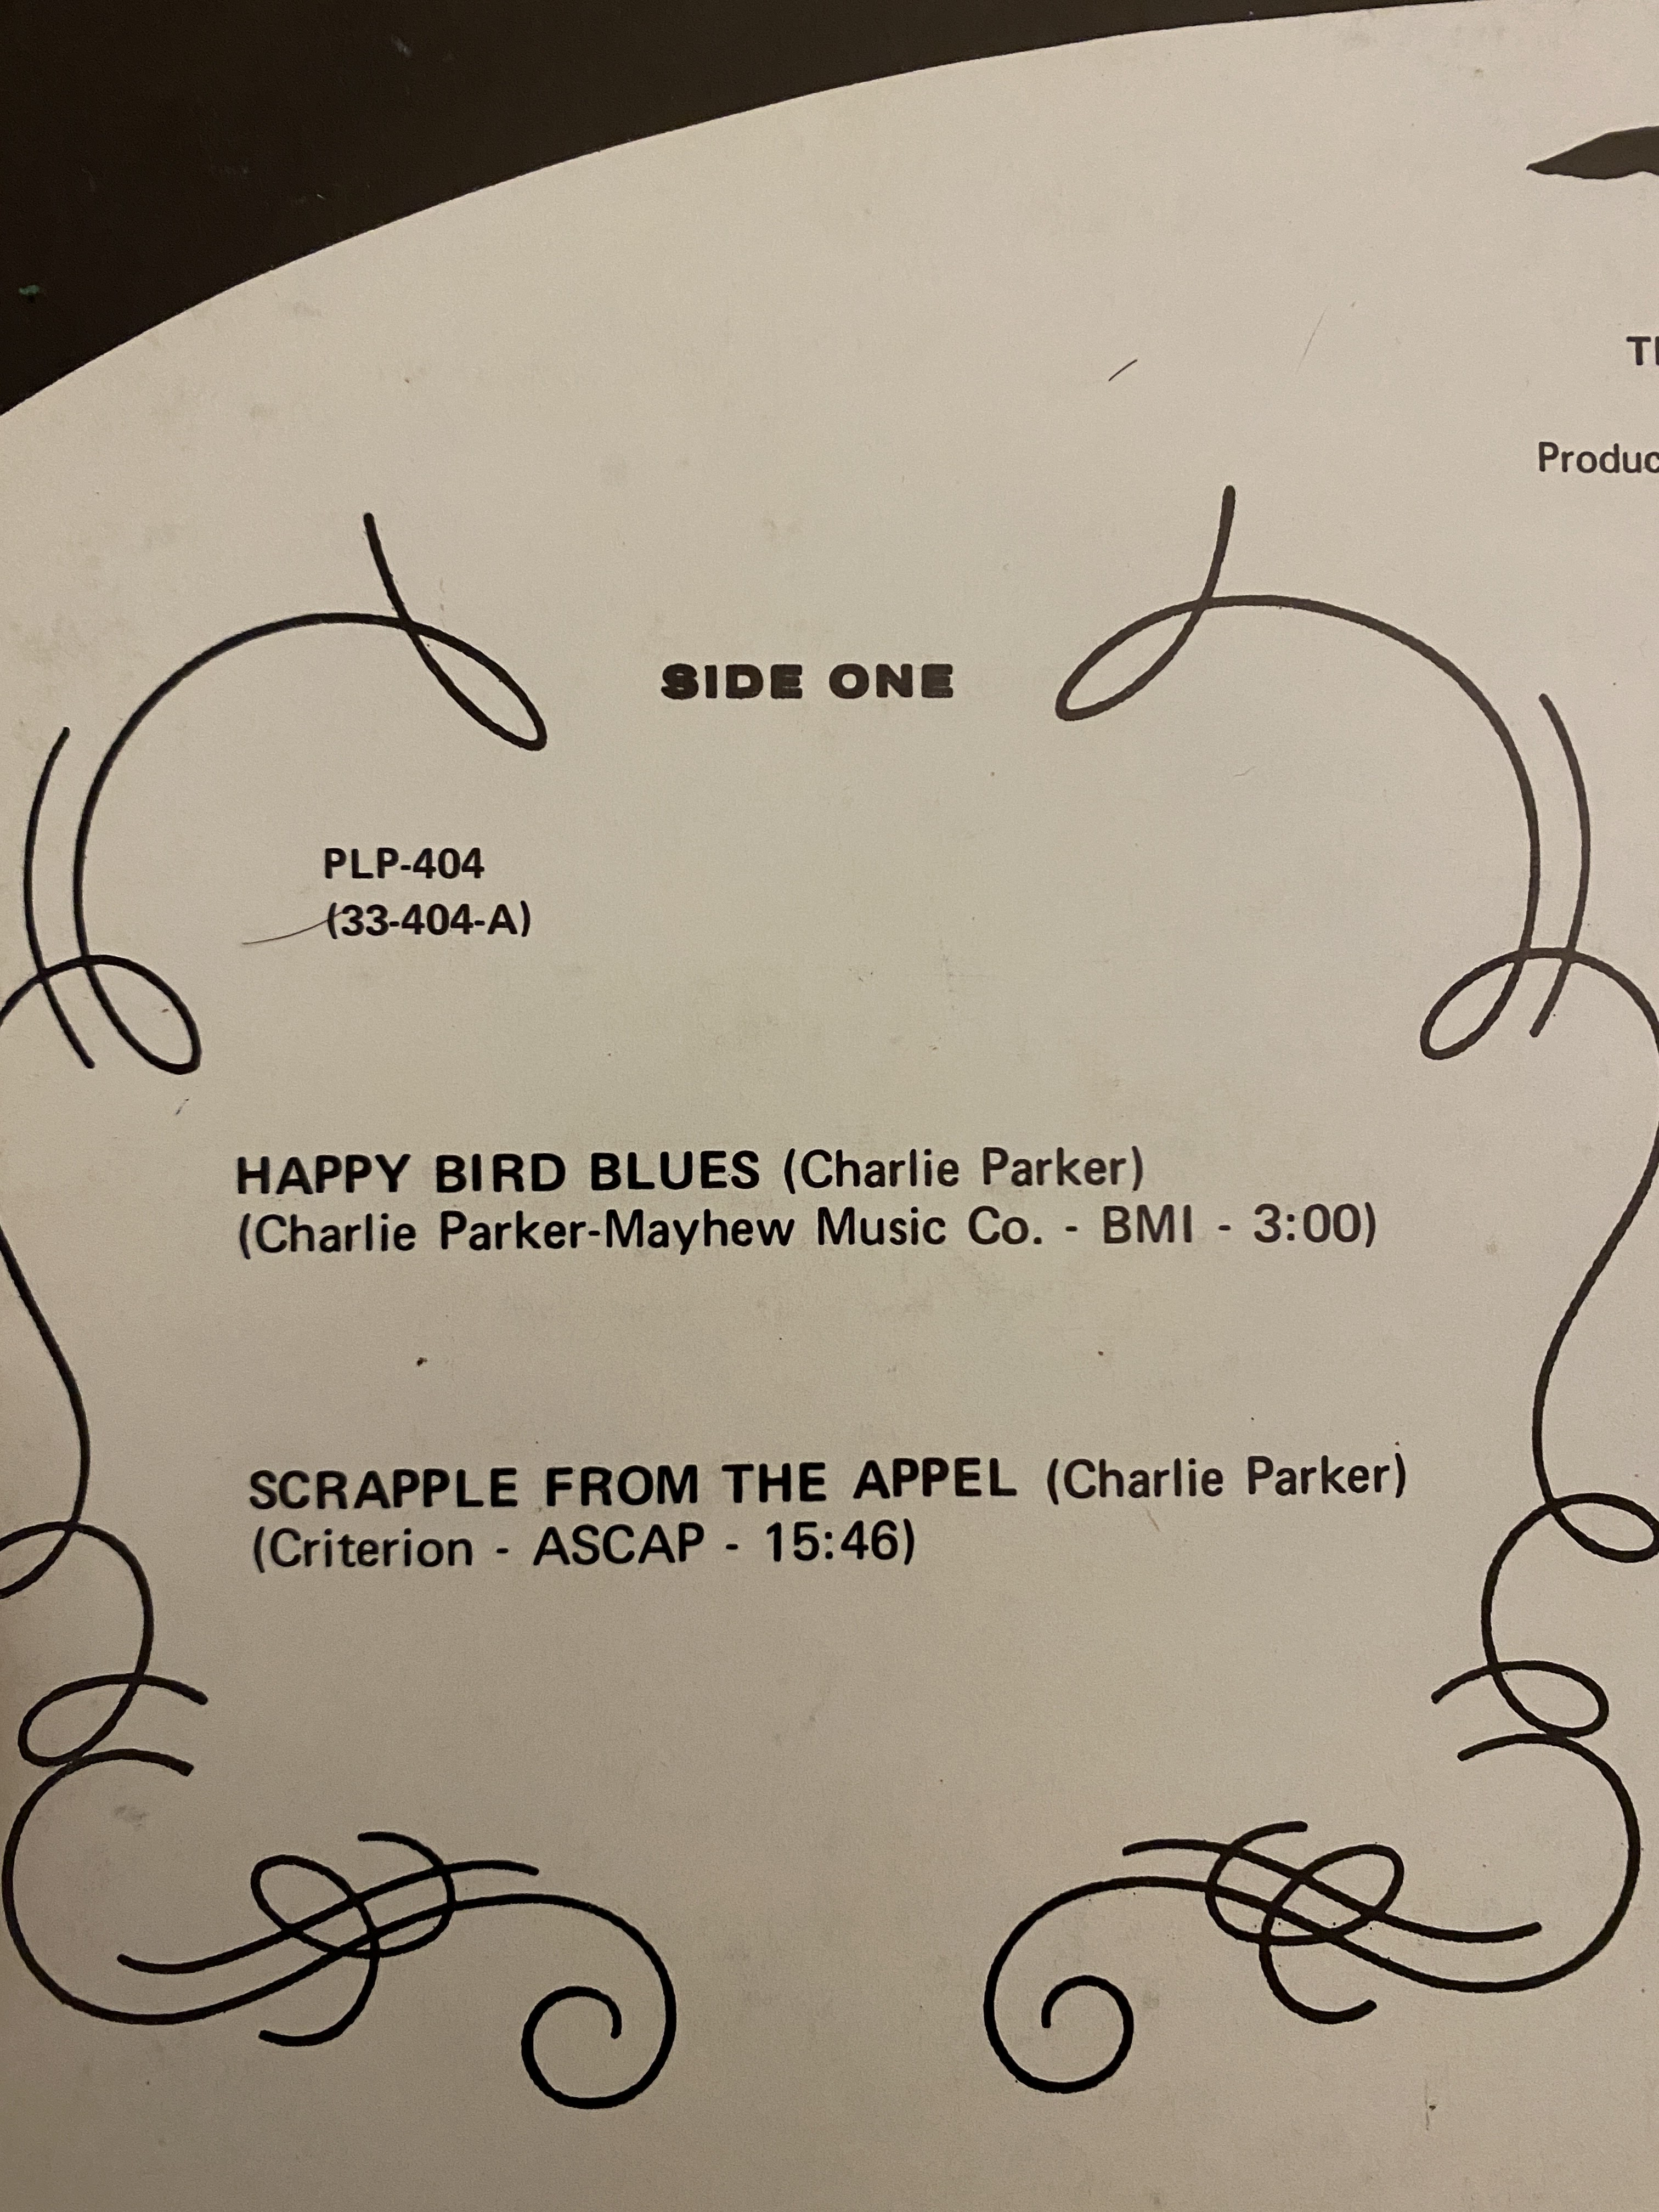 SIDE ONE
PLP-404
(33-404-A)
HAPPY BIRD BLUES (Charlie Parker)
(Charlie Parker-Mayhew Music Co. - BMI - 3:00)
SCRAPPLE FROM THE APPEL (Charlie Parker)
(Criterion - ASCAP - 15:46)